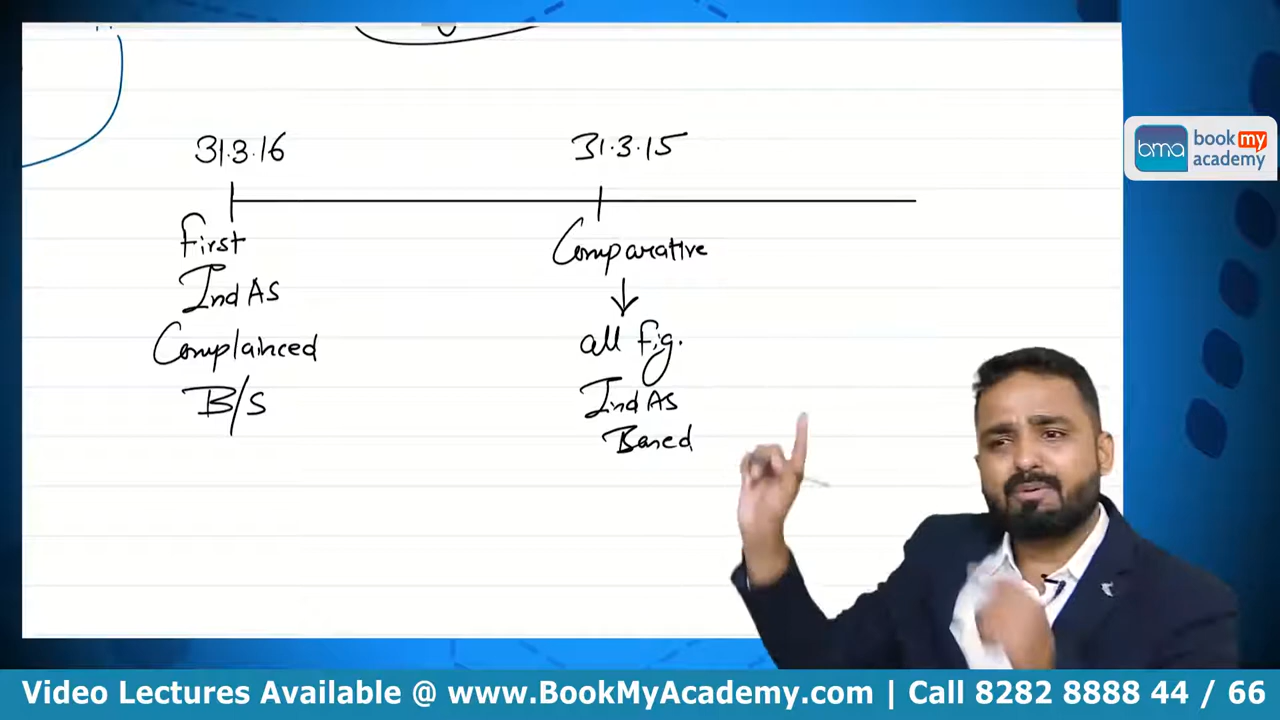 31.3.16
31.3.15
First
Ind AS
Complainced
B/S
Comparative
all fig.
Ind AS
Bared
bma
book my
academy
Video Lectures Available @ www.BookMyAcademy.com | Call 8282 8888 44 / 66